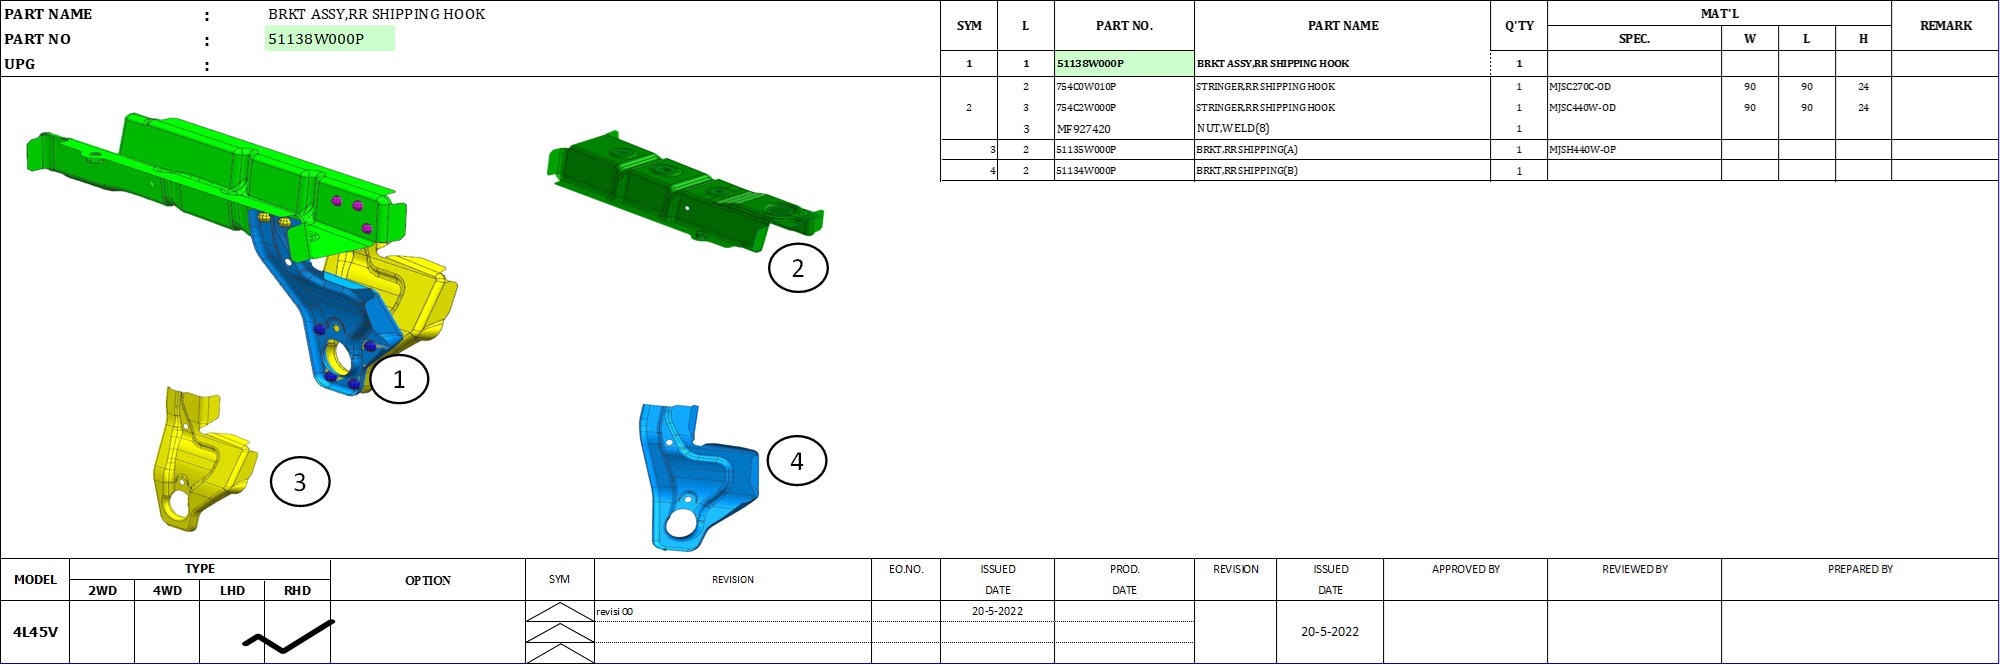 PART NAME : BRKT ASSY,RR SHIPPING HOOK
PART NO : 51138W000P
UPG :
SYM L PART NO. PART NAME Q'TY MAT'L REMARK
SPEC. W L H
1 1 51138W000P BRKT ASSY,RR SHIPPING HOOK 1
2 754C0W010P STRINGER,RR SHIPPING HOOK 1 MJSC270C-OD 90 90 24
2 3 754C2W000P STRINGER,RR SHIPPING HOOK 1 MJSC440W-OD 90 90 24
3 MF927420 NUT,WELD(8) 1
3 2 51135W000P BRKT,RR SHIPPING(A) 1 MJSH440W-OP
4 2 51134W000P BRKT,RR SHIPPING(B) 1
2
1
3
4
MODEL TYPE OPTION SYM REVISION EO.NO. ISSUED DATE PROD. DATE REVISION ISSUED DATE APPROVED BY REVIEWED BY PREPARED BY
2WD 4WD LHD RHD
revisi 00 20-5-2022
4L45V 20-5-2022